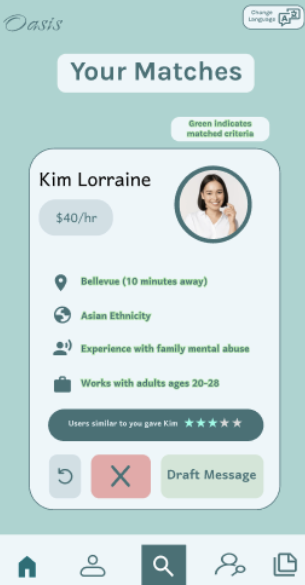 Oasis
Change
Language
Your Matches
Green indicates
matched criteria
Kim Lorraine
$40/hr
Bellevue (10 minutes away)
Asian Ethnicity
Experience with family mental abuse
Works with adults ages 20-28
Users similar to you gave Kim
Draft Message